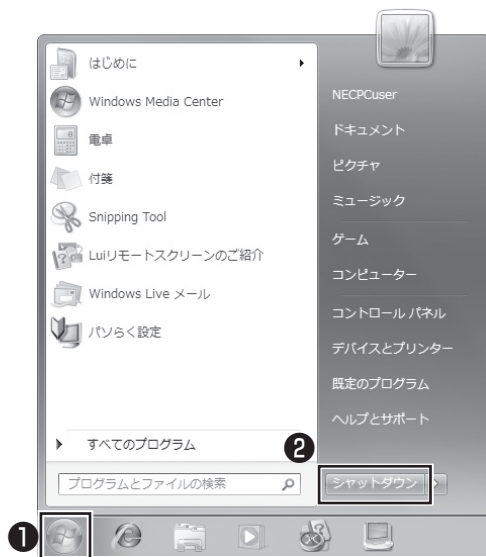 はじめに
Windows Media Center
電卓
付箋
Snipping Tool
Luiリモートスクリーンのご紹介
Windows Live メール
パソらく設定
すべてのプログラム
プログラムとファイルの検索
NECPCuser
ドキュメント
ピクチャ
ミュージック
ゲーム
コンピューター
コントロール パネル
デバイスとプリンター
既定のプログラム
ヘルプとサポート
❷
シャットダウン
❶